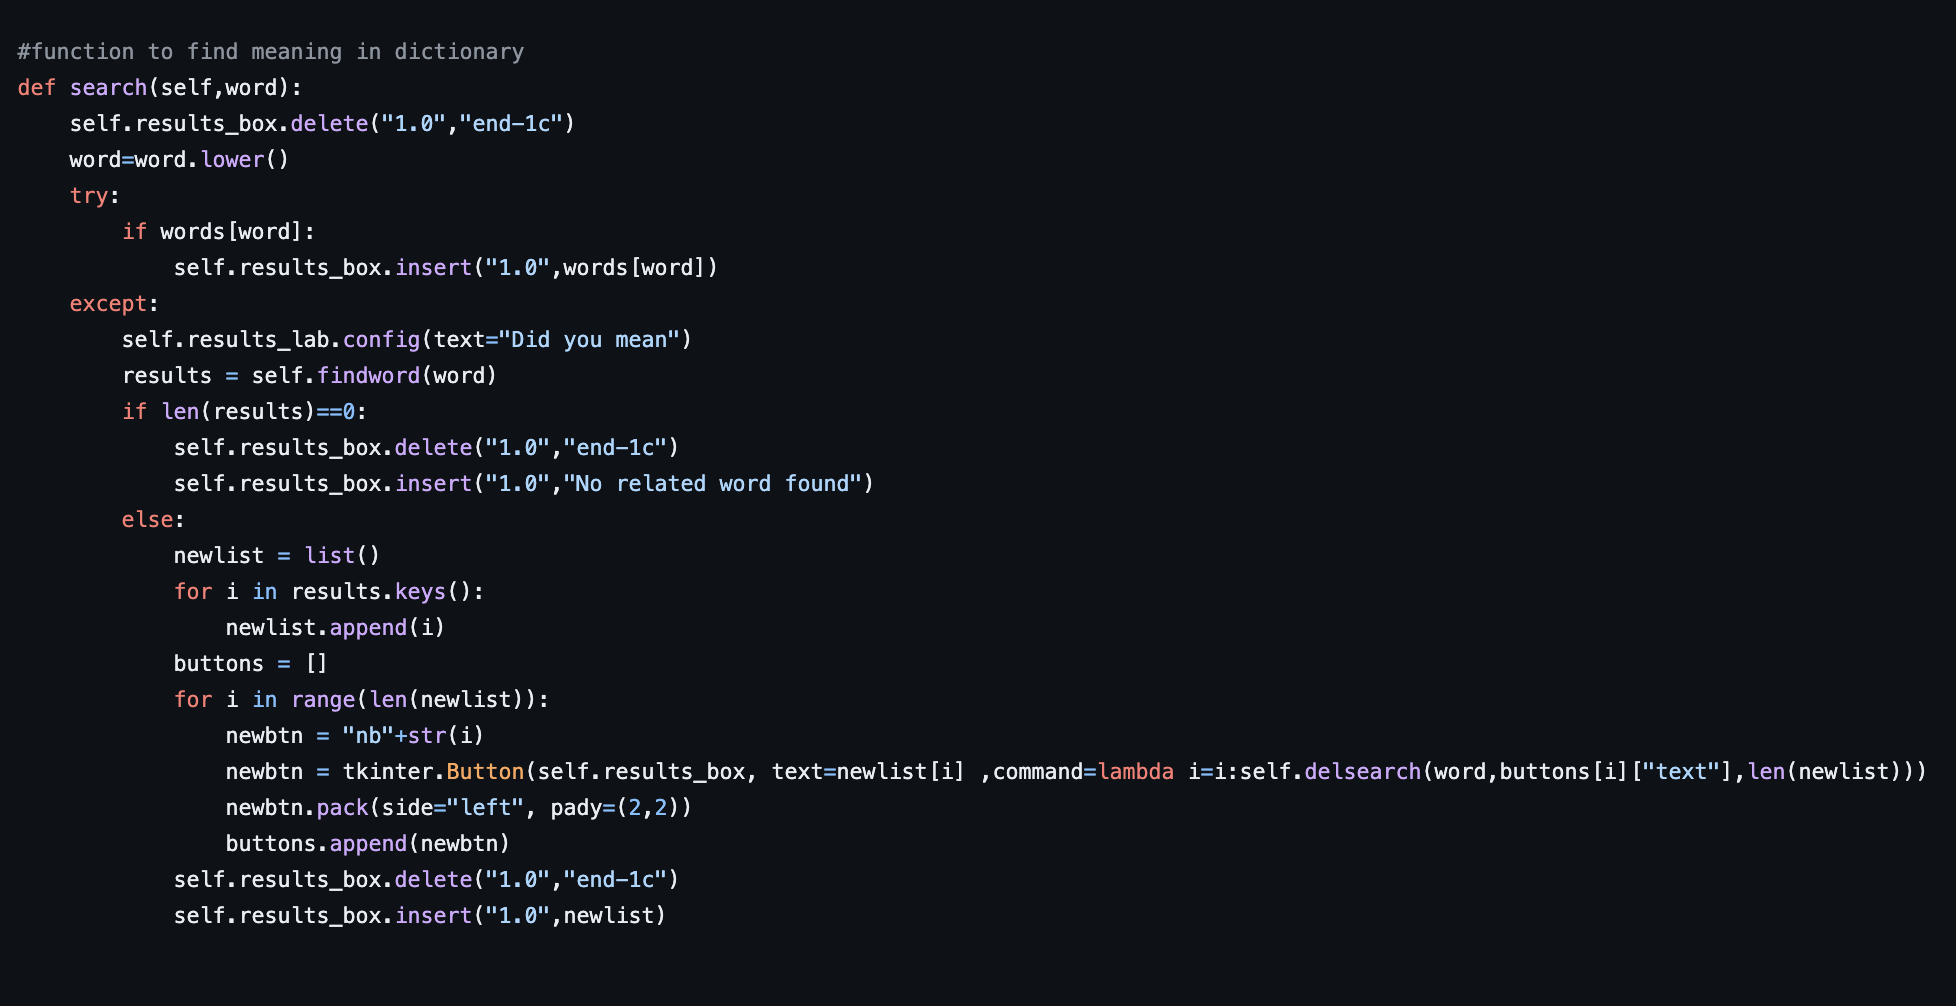 #function to find meaning in dictionary
def search(self,word):
    self.results_box.delete("1.0","end-1c")
    word=word.lower()
    try:
        if words[word]:
            self.results_box.insert("1.0",words[word])
    except:
        self.results_lab.config(text="Did you mean")
        results = self.findword(word)
        if len(results)==0:
            self.results_box.delete("1.0","end-1c")
            self.results_box.insert("1.0","No related word found")
        else:
            newlist = list()
            for i in results.keys():
                newlist.append(i)
            buttons = []
            for i in range(len(newlist)):
                newbtn = "nb"+str(i)
                newbtn = tkinter.Button(self.results_box, text=newlist[i] ,command=lambda i=i:self.delsearch(word,buttons[i]["text"],len(newlist)))
                newbtn.pack(side="left", pady=(2,2))
                buttons.append(newbtn)
            self.results_box.delete("1.0","end-1c")
            self.results_box.insert("1.0",newlist)